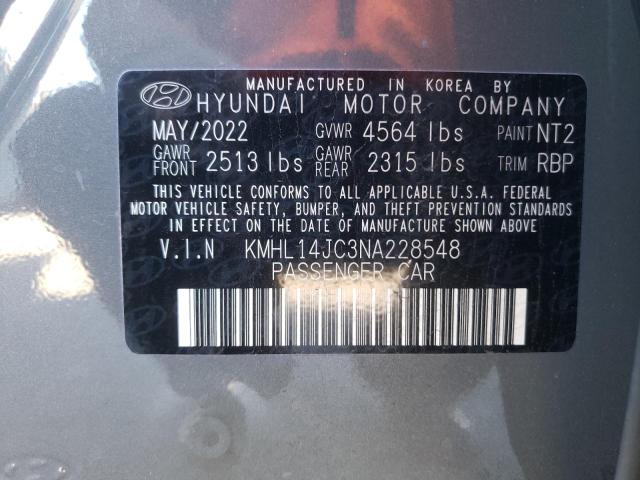 MANUFACTURED IN KOREA BY
HYUNDAI MOTOR COMPANY
MAY/2022 GVWR 4564 lbs PAINT NT2
GAWR FRONT 2513 lbs GAWR REAR 2315 lbs TRIM RBP
THIS VEHICLE CONFORMS TO ALL APPLICABLE U.S.A. FEDERAL
MOTOR VEHICLE SAFETY, BUMPER, AND THEFT PREVENTION STANDARDS
IN EFFECT ON THE DATE OF MANUFACTURE SHOWN ABOVE.
V.I.N KMHL14JC3NA228548
PASSENGER CAR